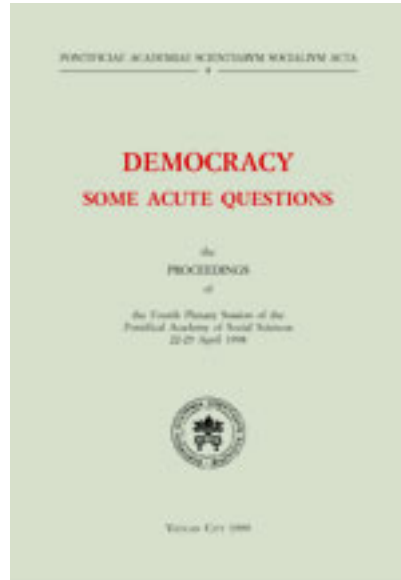 PONTIFICIAE ACADEMIAE SCIENTIARVM SOCIALIVM ACTA
4
DEMOCRACY
SOME ACUTE QUESTIONS
the
PROCEEDINGS
of
the Fourth Plenary Session of the
Pontifical Academy of Social Sciences
22-25 April 1998
VATICAN CITY 1999